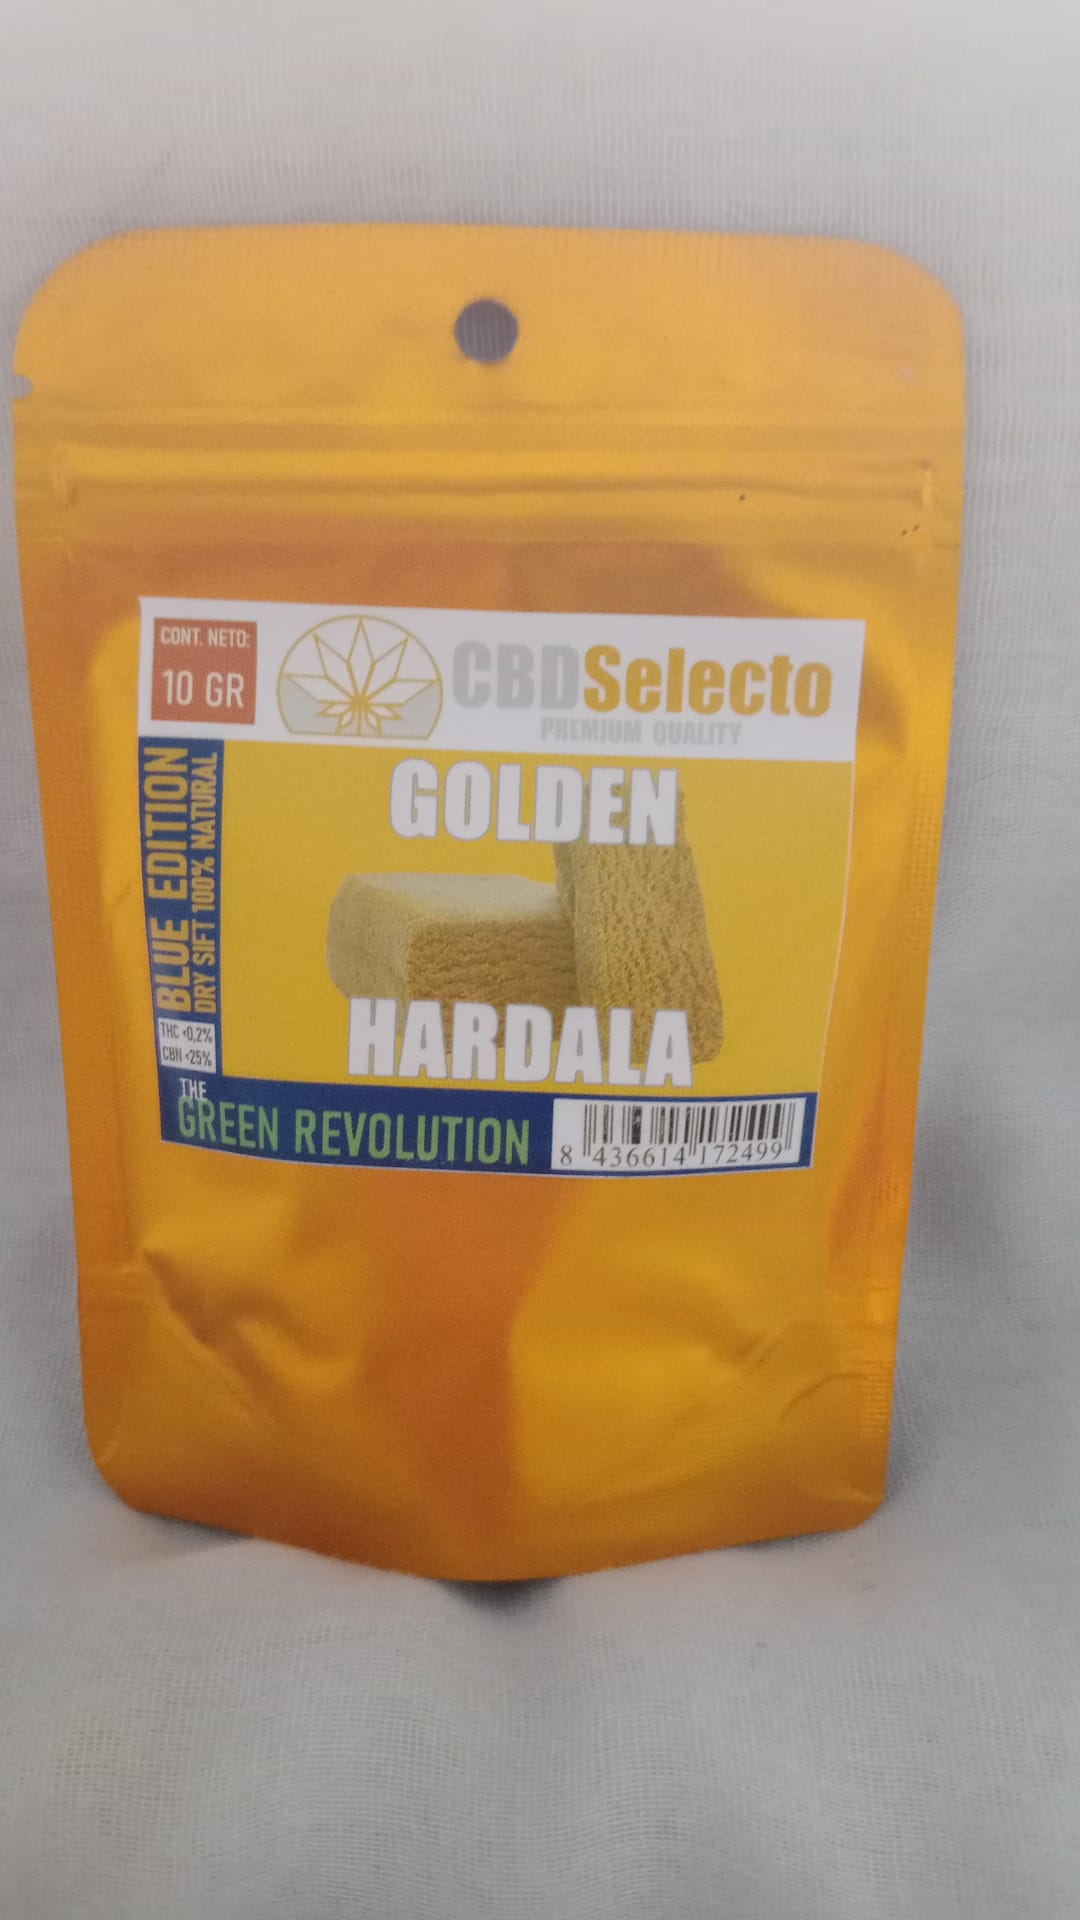 CONT. NETO:
10 GR
CBDSelecto
PREMIUM QUALITY
BLUE EDITION
DRY SIFT 100% NATURAL
GOLDEN
HARDALA
THC <0,2%
CBN <25%
THE
GREEN REVOLUTION
8 436614 172499